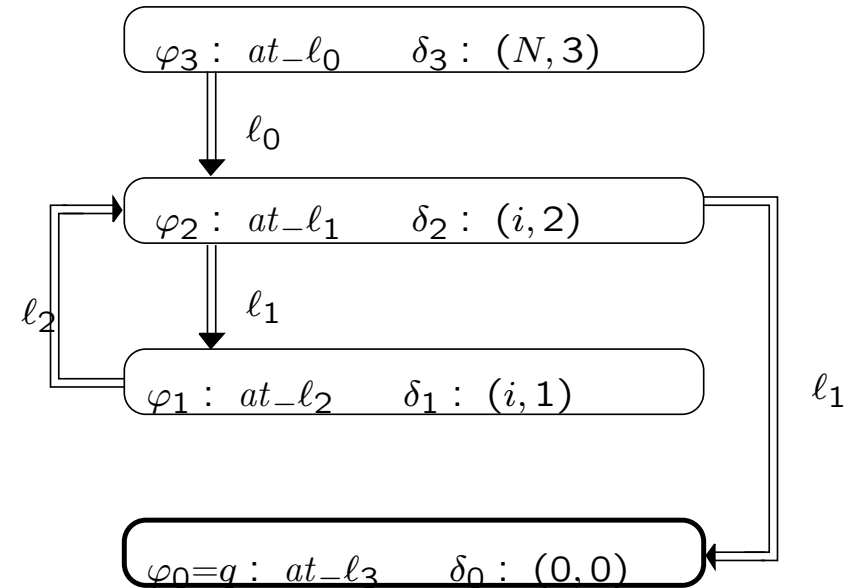 φ₃ : at_ℓ₀ δ₃ : (N, 3)
ℓ₀
φ₂ : at_ℓ₁ δ₂ : (i, 2)
ℓ₂ ℓ₁
φ₁ : at_ℓ₂ δ₁ : (i, 1)
ℓ₁
φ₀=q : at_ℓ₃ δ₀ : (0, 0)